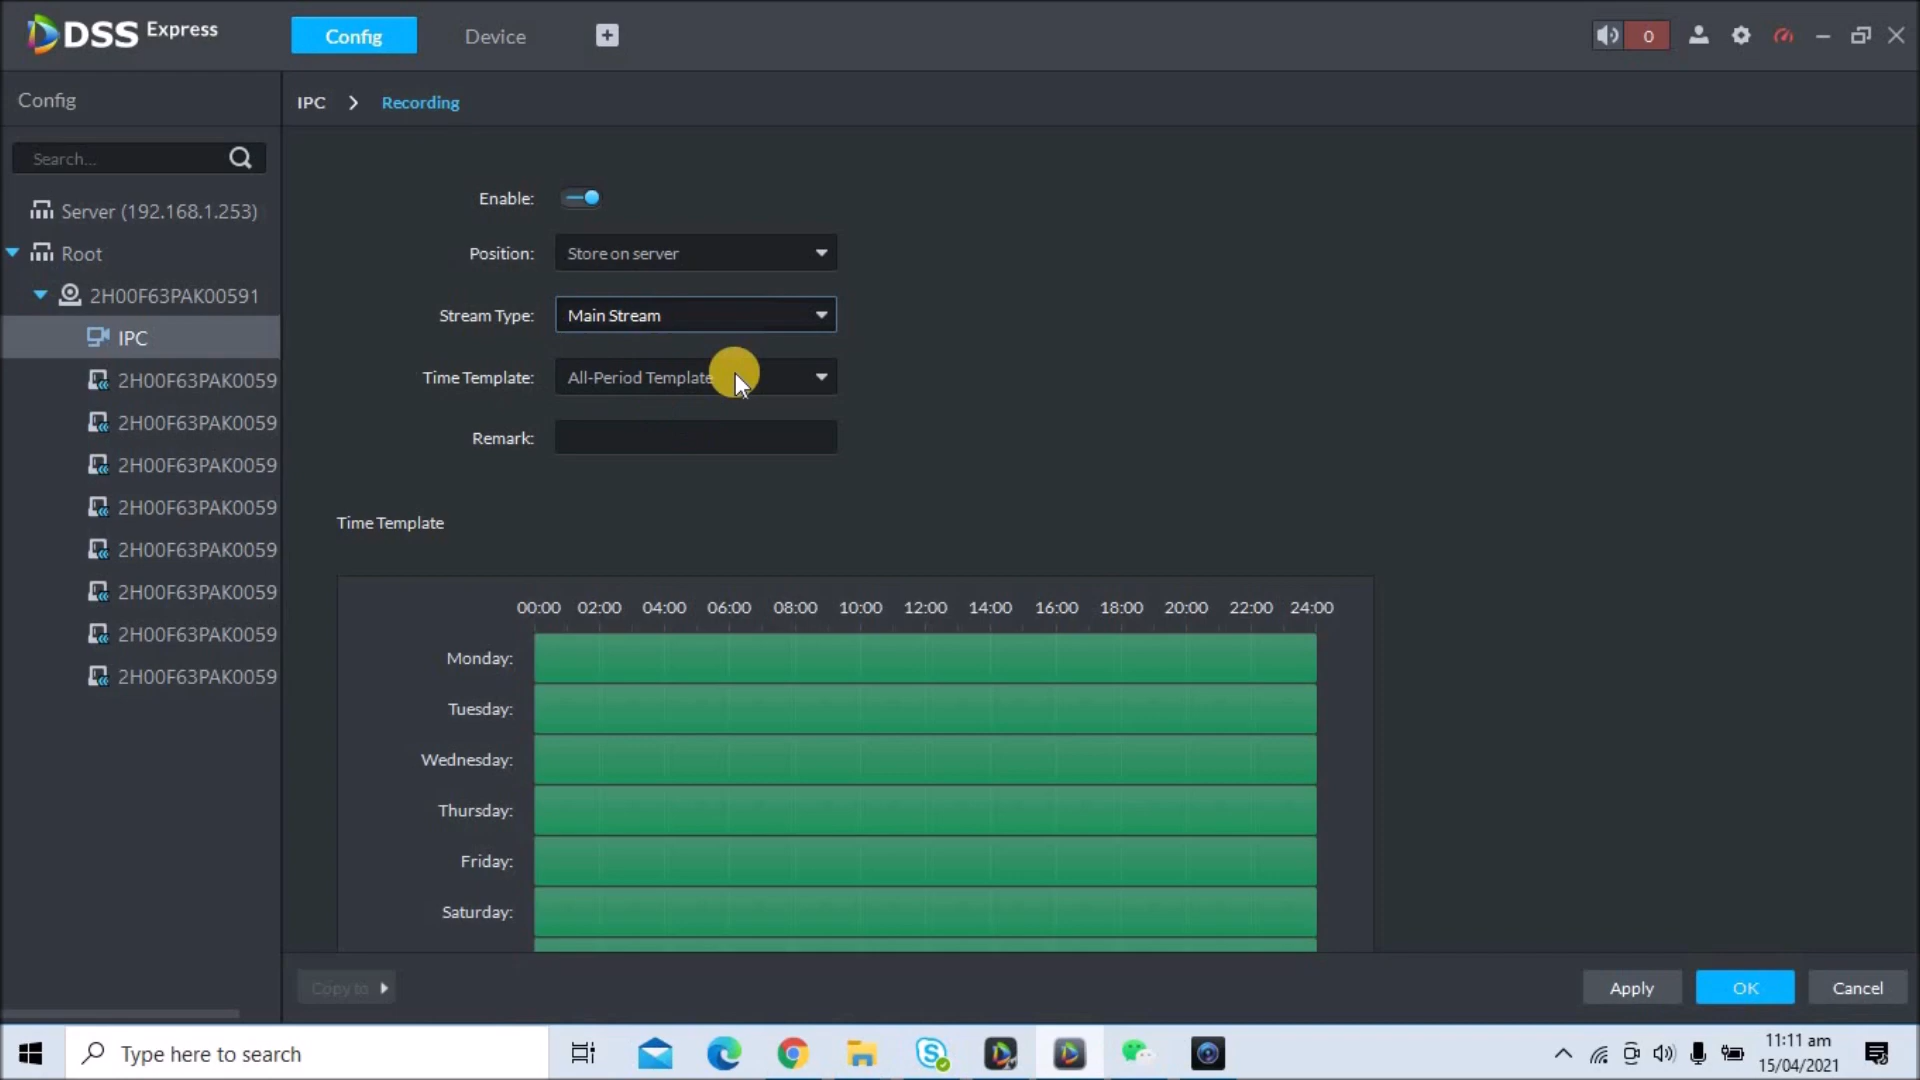 DSS Express
Config
Device
0
Config
IPC > Recording
Search...
Server (192.168.1.253)
Root
2H00F63PAK00591
IPC
2H00F63PAK0059
2H00F63PAK0059
2H00F63PAK0059
2H00F63PAK0059
2H00F63PAK0059
2H00F63PAK0059
2H00F63PAK0059
2H00F63PAK0059
Enable:
Position: Store on server
Stream Type: Main Stream
Time Template: All-Period Template
Remark:
Time Template
00:00 02:00 04:00 06:00 08:00 10:00 12:00 14:00 16:00 18:00 20:00 22:00 24:00
Monday:
Tuesday:
Wednesday:
Thursday:
Friday:
Saturday:
Copy to
Apply
OK
Cancel
Type here to search
11:11 am
15/04/2021